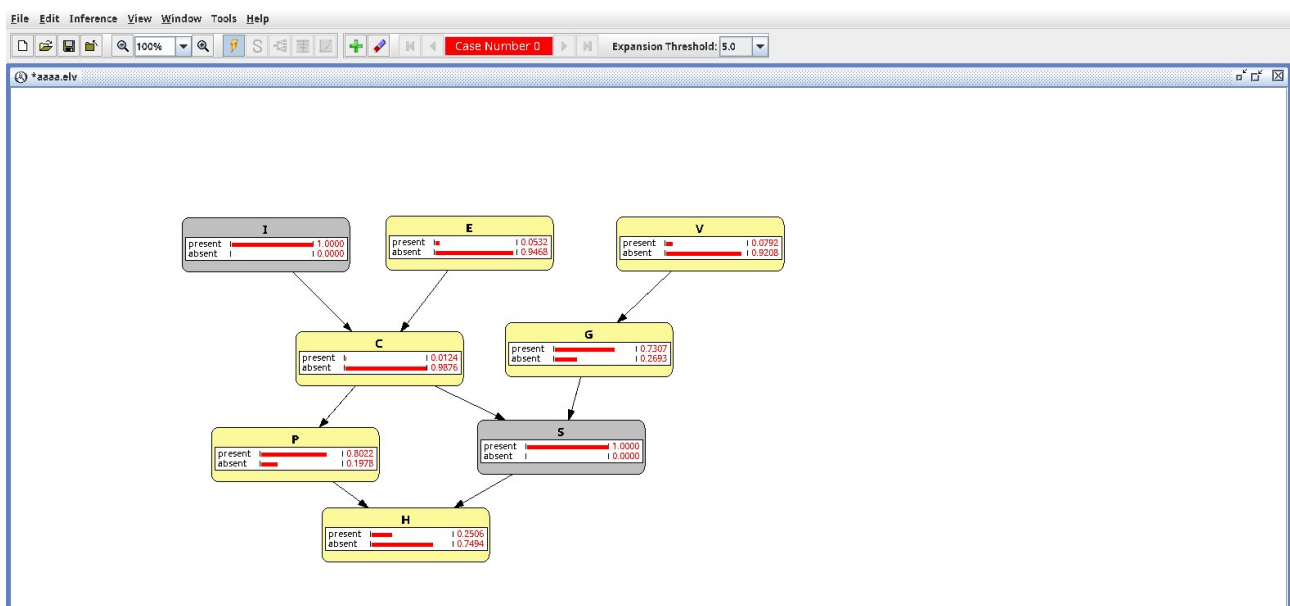 File Edit Inference View Window Tools Help
100% S Case Number 0 Expansion Threshold: 5.0
*aaaa.elv
I
present 1.0000
absent 0.0000
E
present 0.0532
absent 0.9468
V
present 0.0792
absent 0.9208
C
present 0.0124
absent 0.9876
G
present 0.7307
absent 0.2693
P
present 0.8022
absent 0.1978
S
present 1.0000
absent 0.0000
H
present 0.2506
absent 0.7494